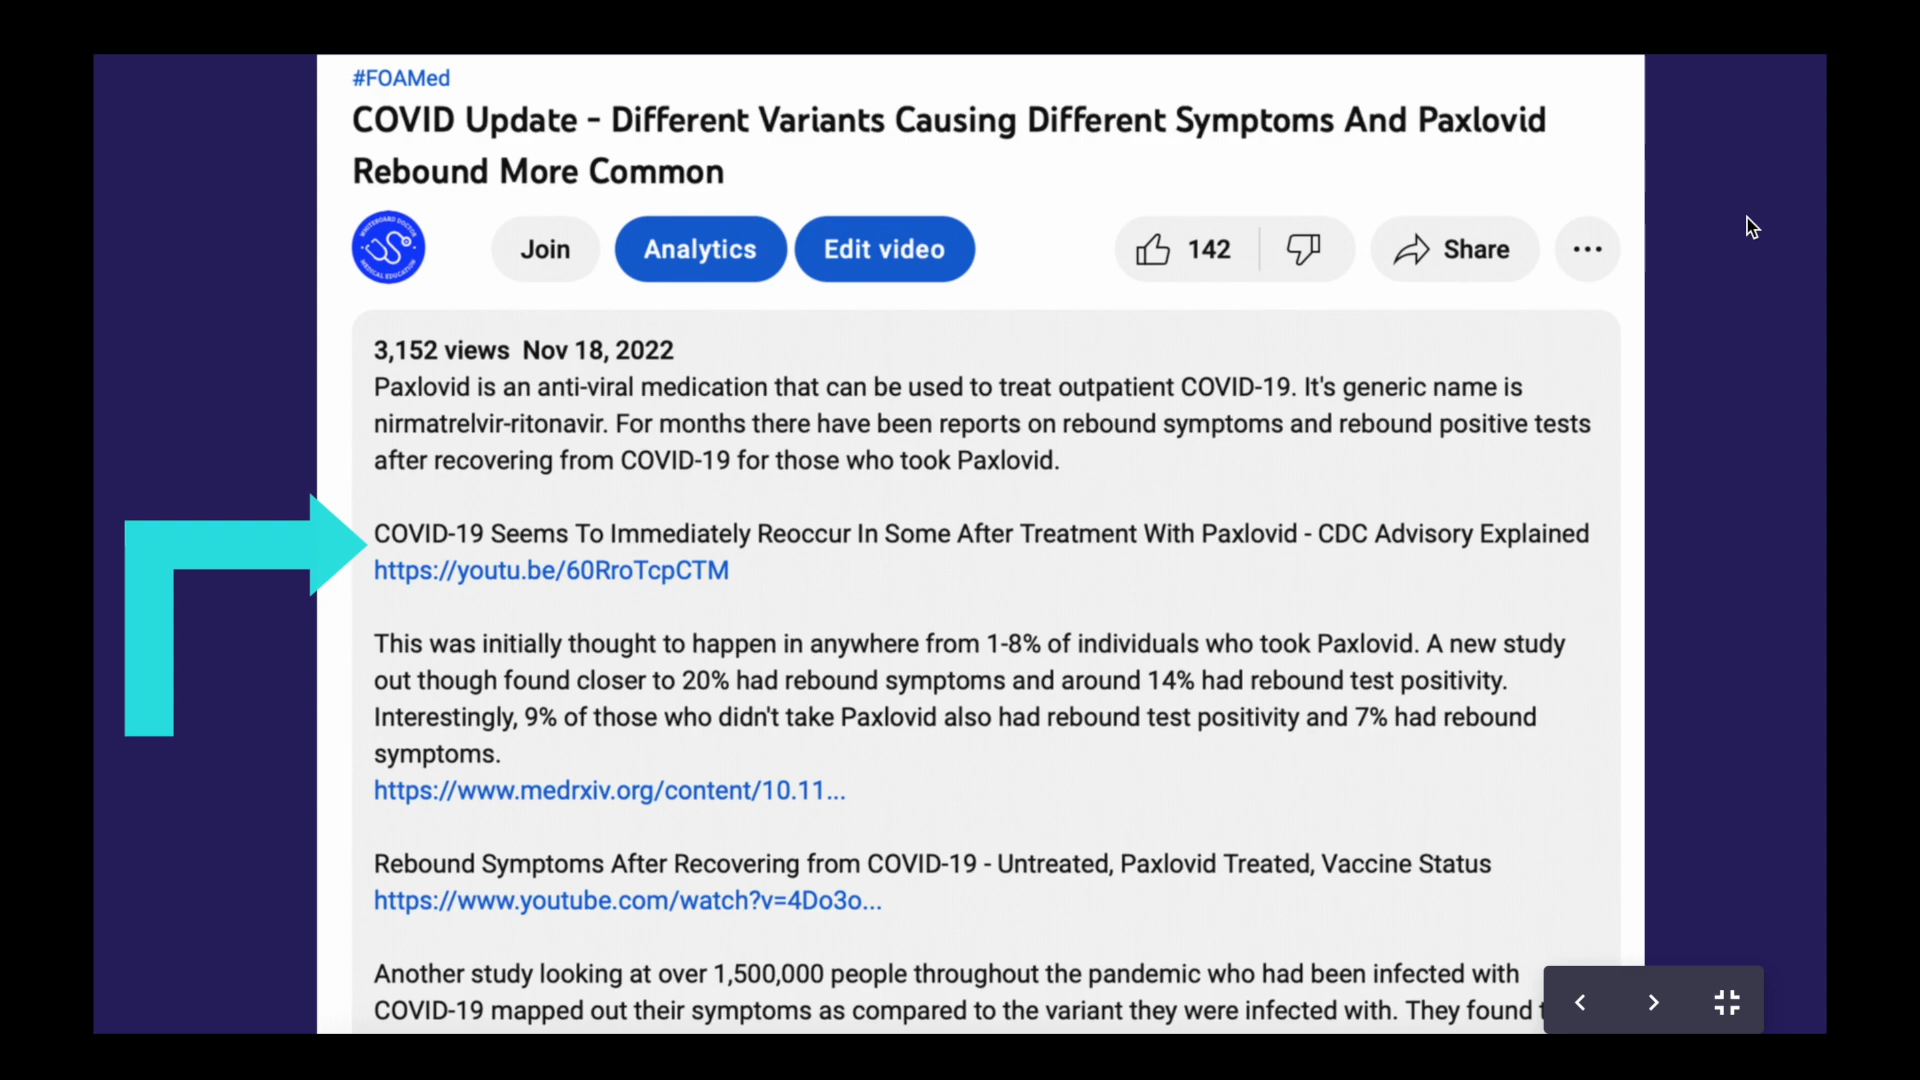 #FOAMed
COVID Update - Different Variants Causing Different Symptoms And Paxlovid
Rebound More Common
WHITEBOARD DOCTOR
MEDICAL EDUCATION
Join
Analytics
Edit video
142
Share
3,152 views Nov 18, 2022
Paxlovid is an anti-viral medication that can be used to treat outpatient COVID-19. It's generic name is
nirmatrelvir-ritonavir. For months there have been reports on rebound symptoms and rebound positive tests
after recovering from COVID-19 for those who took Paxlovid.
COVID-19 Seems To Immediately Reoccur In Some After Treatment With Paxlovid - CDC Advisory Explained
https://youtu.be/60RroTcpCTM
This was initially thought to happen in anywhere from 1-8% of individuals who took Paxlovid. A new study
out though found closer to 20% had rebound symptoms and around 14% had rebound test positivity.
Interestingly, 9% of those who didn't take Paxlovid also had rebound test positivity and 7% had rebound
symptoms.
https://www.medrxiv.org/content/10.11...
Rebound Symptoms After Recovering from COVID-19 - Untreated, Paxlovid Treated, Vaccine Status
https://www.youtube.com/watch?v=4Do3o...
Another study looking at over 1,500,000 people throughout the pandemic who had been infected with
COVID-19 mapped out their symptoms as compared to the variant they were infected with. They found